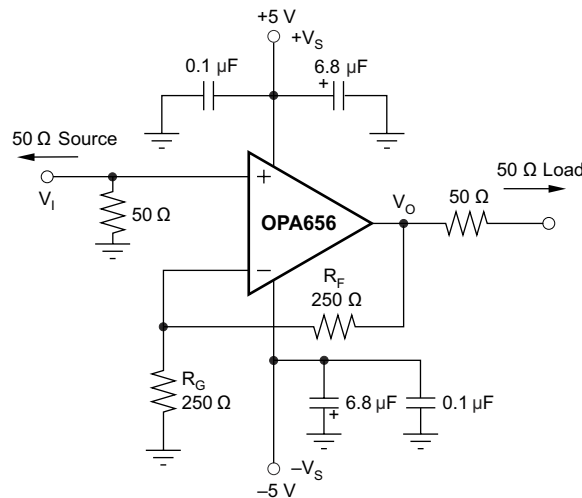 +5 V
+V_S
0.1 µF
6.8 µF
+
50 Ω Source
50 Ω Load
V_I
50 Ω
+
OPA656
−
V_O
50 Ω
R_F
250 Ω
R_G
250 Ω
6.8 µF
+
0.1 µF
−V_S
−5 V